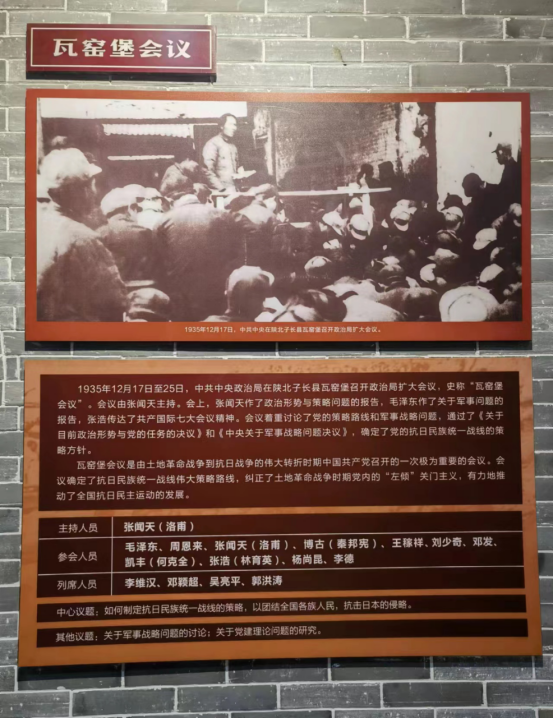 瓦窑堡会议
1935年12月17日，中共中央在陕北子长县瓦窑堡召开政治局扩大会议。
1935年12月17日至25日，中共中央政治局在陕北子长县瓦窑堡召开政治局扩大会议，史称“瓦窑堡
会议”。会议由张闻天主持。会上，张闻天作了政治形势与策略问题的报告，毛泽东作了关于军事问题的
报告，张浩传达了共产国际七大会议精神。会议着重讨论了党的策略路线和军事战略问题，通过了《关于
目前政治形势与党的任务的决议》和《中央关于军事战略问题决议》，确定了党的抗日民族统一战线的策
略方针。
瓦窑堡会议是由土地革命战争到抗日战争的伟大转折时期中国共产党召开的一次极为重要的会议。会
议确定了抗日民族统一战线伟大策略路线，纠正了土地革命战争时期党内的“左倾”关门主义，有力地推
动了全国抗日民主运动的发展。
主持人员 张闻天（洛甫）
参会人员 毛泽东、周恩来、张闻天（洛甫）、博古（秦邦宪）、王稼祥、刘少奇、邓发、
凯丰（何克全）、张浩（林育英）、杨尚昆、李德
列席人员 李维汉、邓颖超、吴亮平、郭洪涛
中心议题：如何制定抗日民族统一战线的策略，以团结全国各族人民，抗击日本的侵略。
其他议题：关于军事战略问题的讨论；关于党建理论问题的研究。